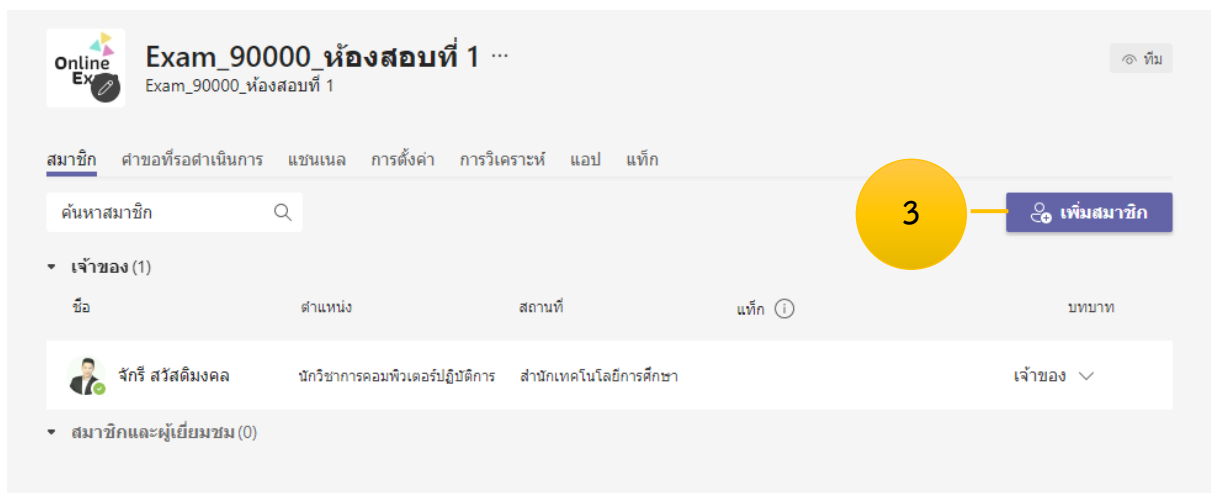 Online
Ex
Exam_90000_ห้องสอบที่ 1 ...
Exam_90000_ห้องสอบที่ 1
ทีม
สมาชิก คำขอที่รอดำเนินการ แชนเนล การตั้งค่า การวิเคราะห์ แอป แท็ก
ค้นหาสมาชิก
3
เพิ่มสมาชิก
เจ้าของ (1)
ชื่อ ตำแหน่ง สถานที่ แท็ก บทบาท
จักรี สวัสดิมงคล นักวิชาการคอมพิวเตอร์ปฏิบัติการ สำนักเทคโนโลยีการศึกษา เจ้าของ
สมาชิกและผู้เยี่ยมชม (0)